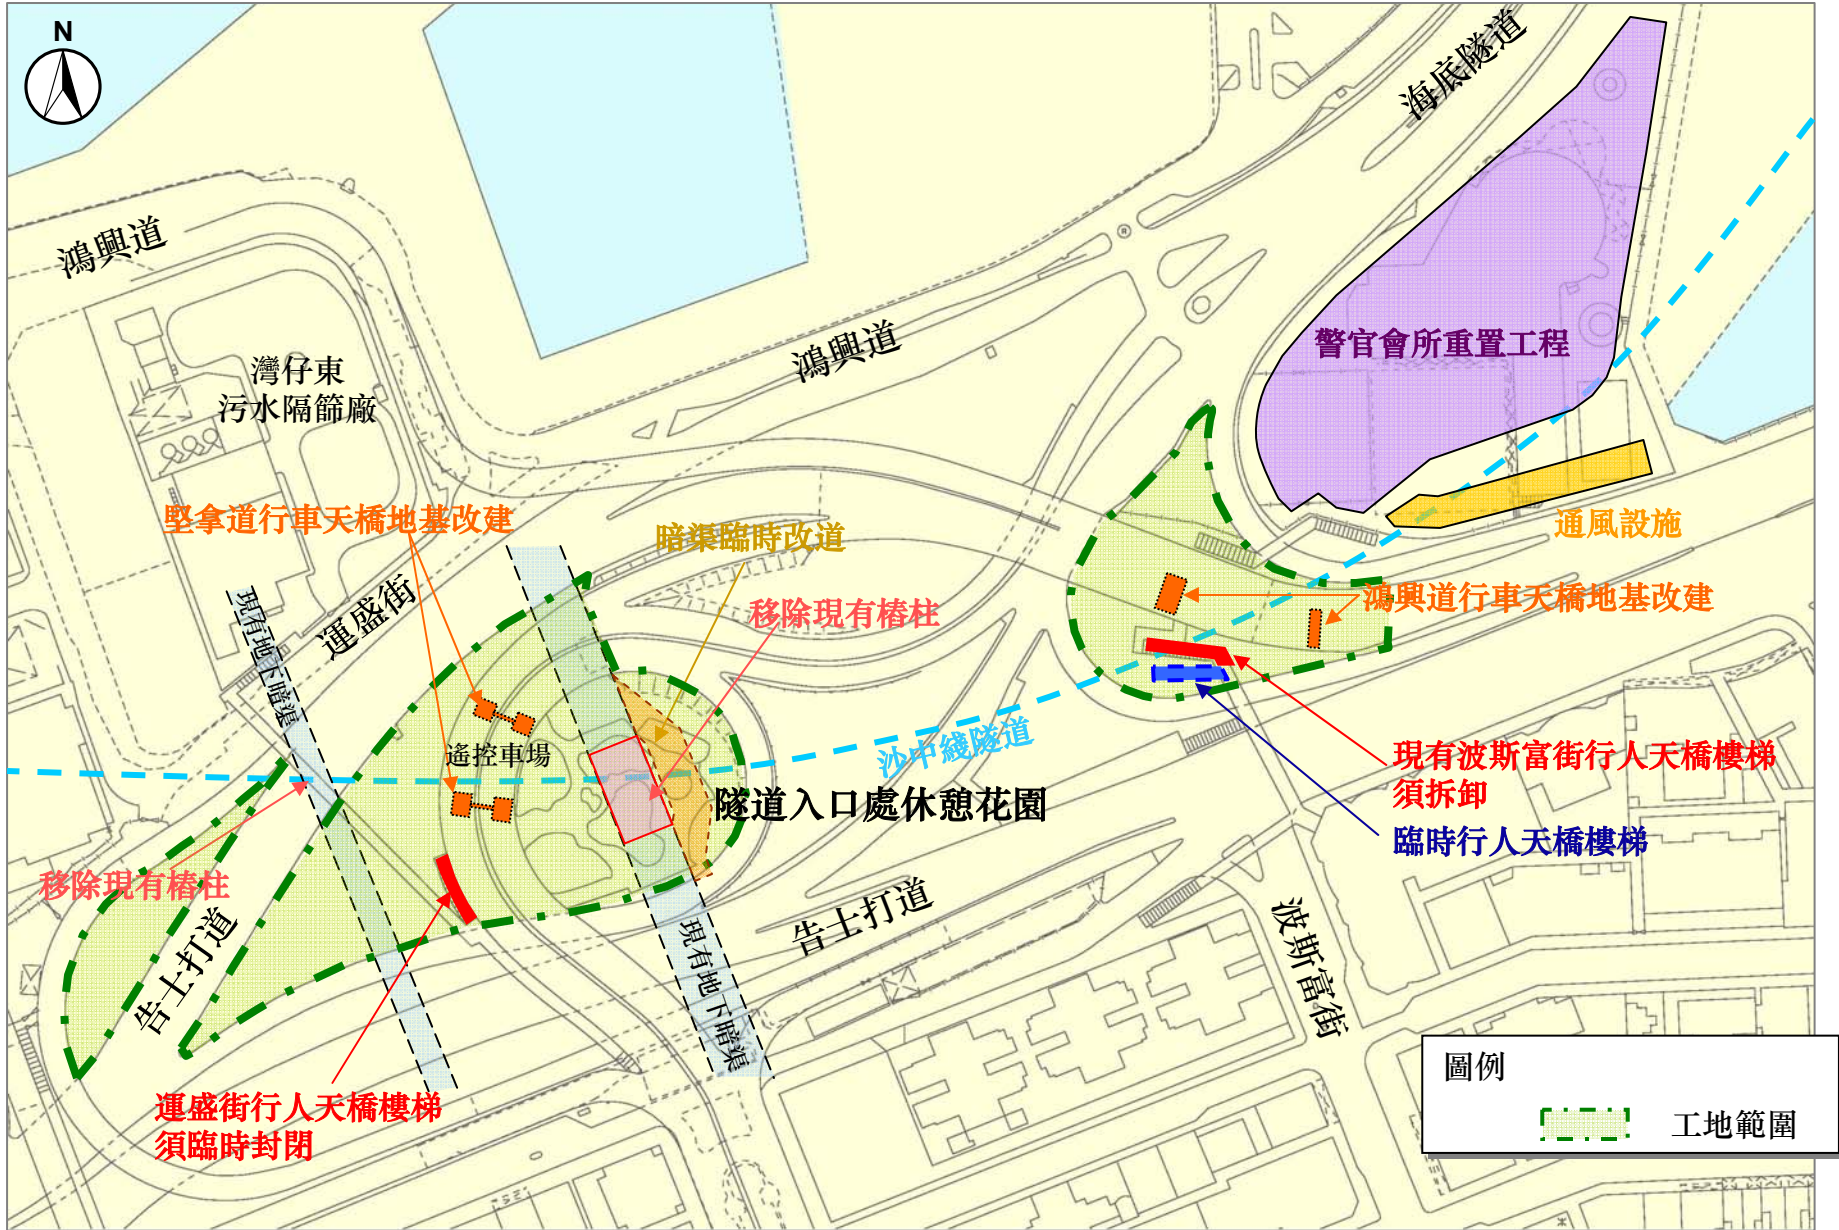 N
海底隧道
鴻興道
鴻興道
警官會所重置工程
灣仔東
污水隔篩廠
堅拿道行車天橋地基改建
暗渠臨時改道
通風設施
運盛街
現有地下暗渠
移除現有樁柱
鴻興道行車天橋地基改建
遙控車場
沙中綫隧道
現有波斯富街行人天橋樓梯
須拆卸
隧道入口處休憩花園
臨時行人天橋樓梯
移除現有樁柱
告士打道
告士打道
現有地下暗渠
波斯富街
運盛街行人天橋樓梯
須臨時封閉
圖例
工地範圍